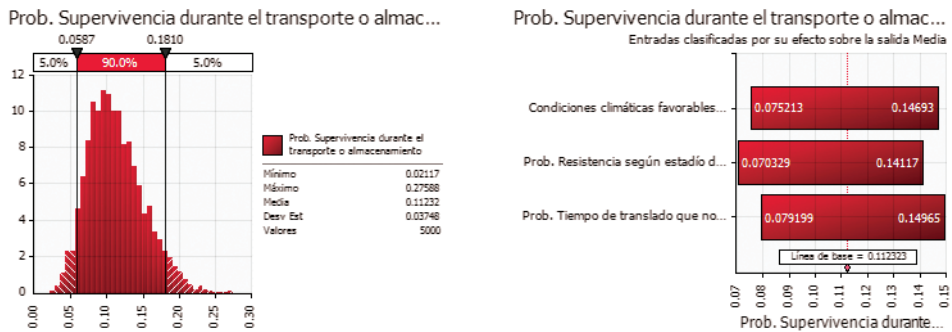 Prob. Supervivencia durante el transporte o almac...
0.0587 0.1810
5.0% 90.0% 5.0%
12
10
8
6
4
2
0
0.00 0.05 0.10 0.15 0.20 0.25 0.30
Prob. Supervivencia durante el
transporte o almacenamiento
Mínimo 0.02117
Máximo 0.27588
Media 0.11232
Desv Est 0.03748
Valores 5000
Prob. Supervivencia durante el transporte o almac...
Entradas clasificadas por su efecto sobre la salida Media
Condiciones climáticas favorables... 0.075213 0.14693
Prob. Resistencia según estadío d... 0.070329 0.14117
Prob. Tiempo de translado que no... 0.079199 0.14965
Línea de base = 0.112323
0.07 0.08 0.09 0.10 0.11 0.12 0.13 0.14 0.15
Prob. Supervivencia durante...